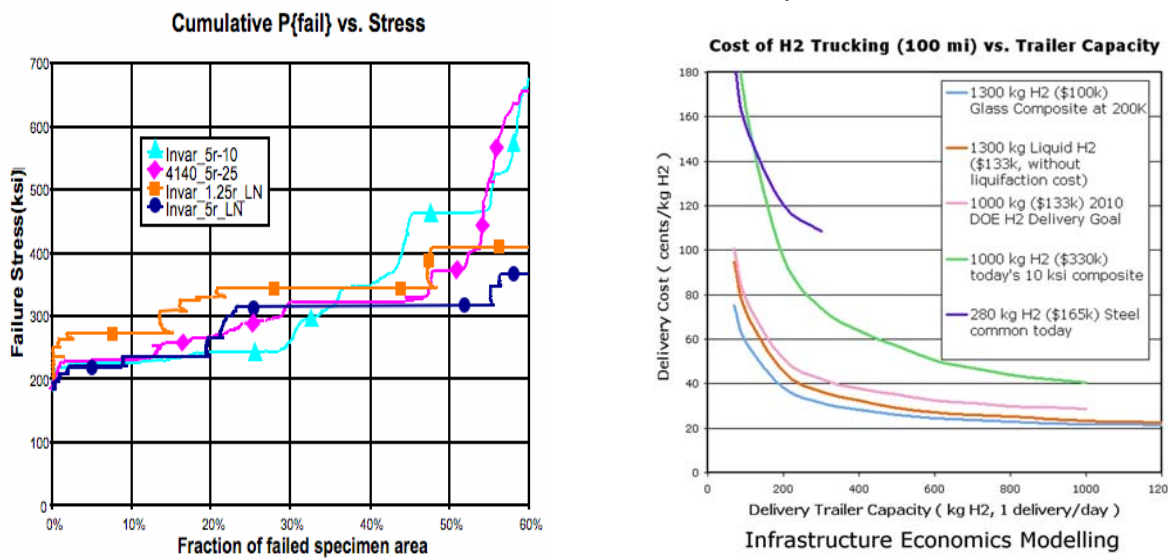 Cumulative P{fail} vs. Stress
Failure Stress(ksi)
700
600
500
400
300
200
100
0
Invar_5r-10
4140_5r-25
Invar_1.25r_LN
Invar_5r_LN
0%
10%
20%
30%
40%
50%
60%
Fraction of failed specimen area
Cost of H2 Trucking (100 mi) vs. Trailer Capacity
Delivery Cost ( cents/kg H2 )
180
160
140
120
100
80
60
40
20
0
1300 kg H2 ($100k)
Glass Composite at 200K
1300 kg Liquid H2
($133k, without
liquifaction cost)
1000 kg ($133k) 2010
DOE H2 Delivery Goal
1000 kg H2 ($330k)
today's 10 ksi composite
280 kg H2 ($165k) Steel
common today
0
200
400
600
800
1000
120
Delivery Trailer Capacity ( kg H2, 1 delivery/day )
Infrastructure Economics Modelling